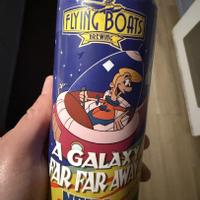 FLYING BOATS
BREWING
A GALAXY
FAR FAR AWAY